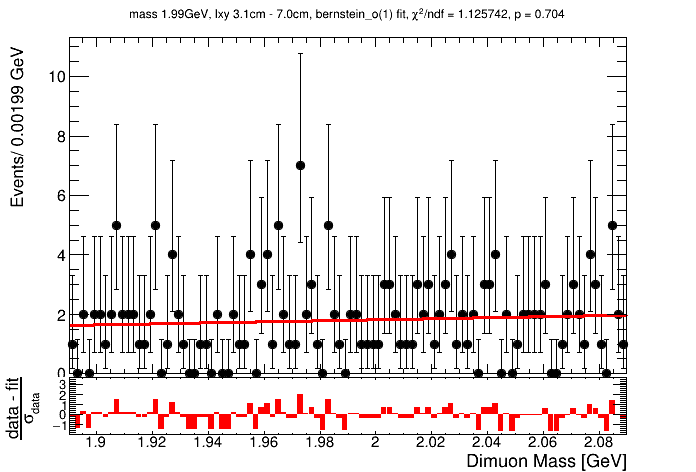 mass 1.99GeV, lxy 3.1cm - 7.0cm, bernstein_o(1) fit, χ²/ndf = 1.125742, p = 0.704
Events/ 0.00199 GeV
10
8
6
4
2
0
data - fit
σdata
3
2
1
0
−1
1.9 1.92 1.94 1.96 1.98 2 2.02 2.04 2.06 2.08
Dimuon Mass [GeV]